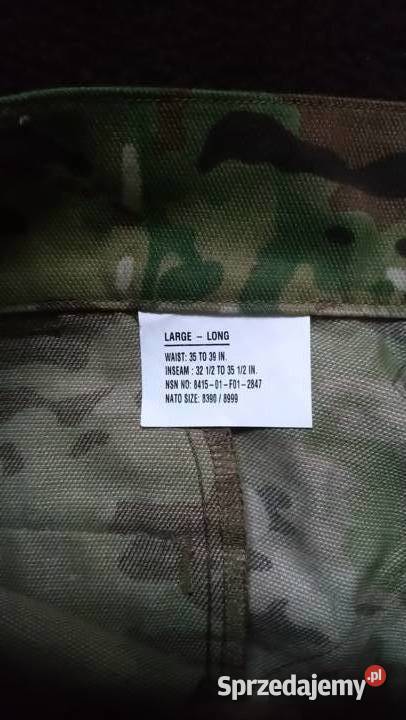 LARGE - LONG
WAIST: 35 TO 39 IN.
INSEAM : 32 1/2 TO 35 1/2 IN.
NSN NO: 8415-01-F01-2847
NATO SIZE: 8390 / 8999
Sprzedajemy.pl